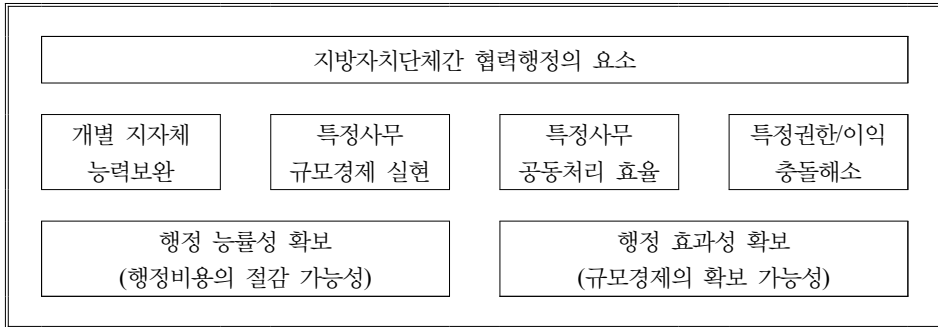 지방자치단체간 협력행정의 요소
개별 지자체
능력보완
특정사무
규모경제 실현
특정사무
공동처리 효율
특정권한/이익
충돌해소
행정 능률성 확보
(행정비용의 절감 가능성)
행정 효과성 확보
(규모경제의 확보 가능성)